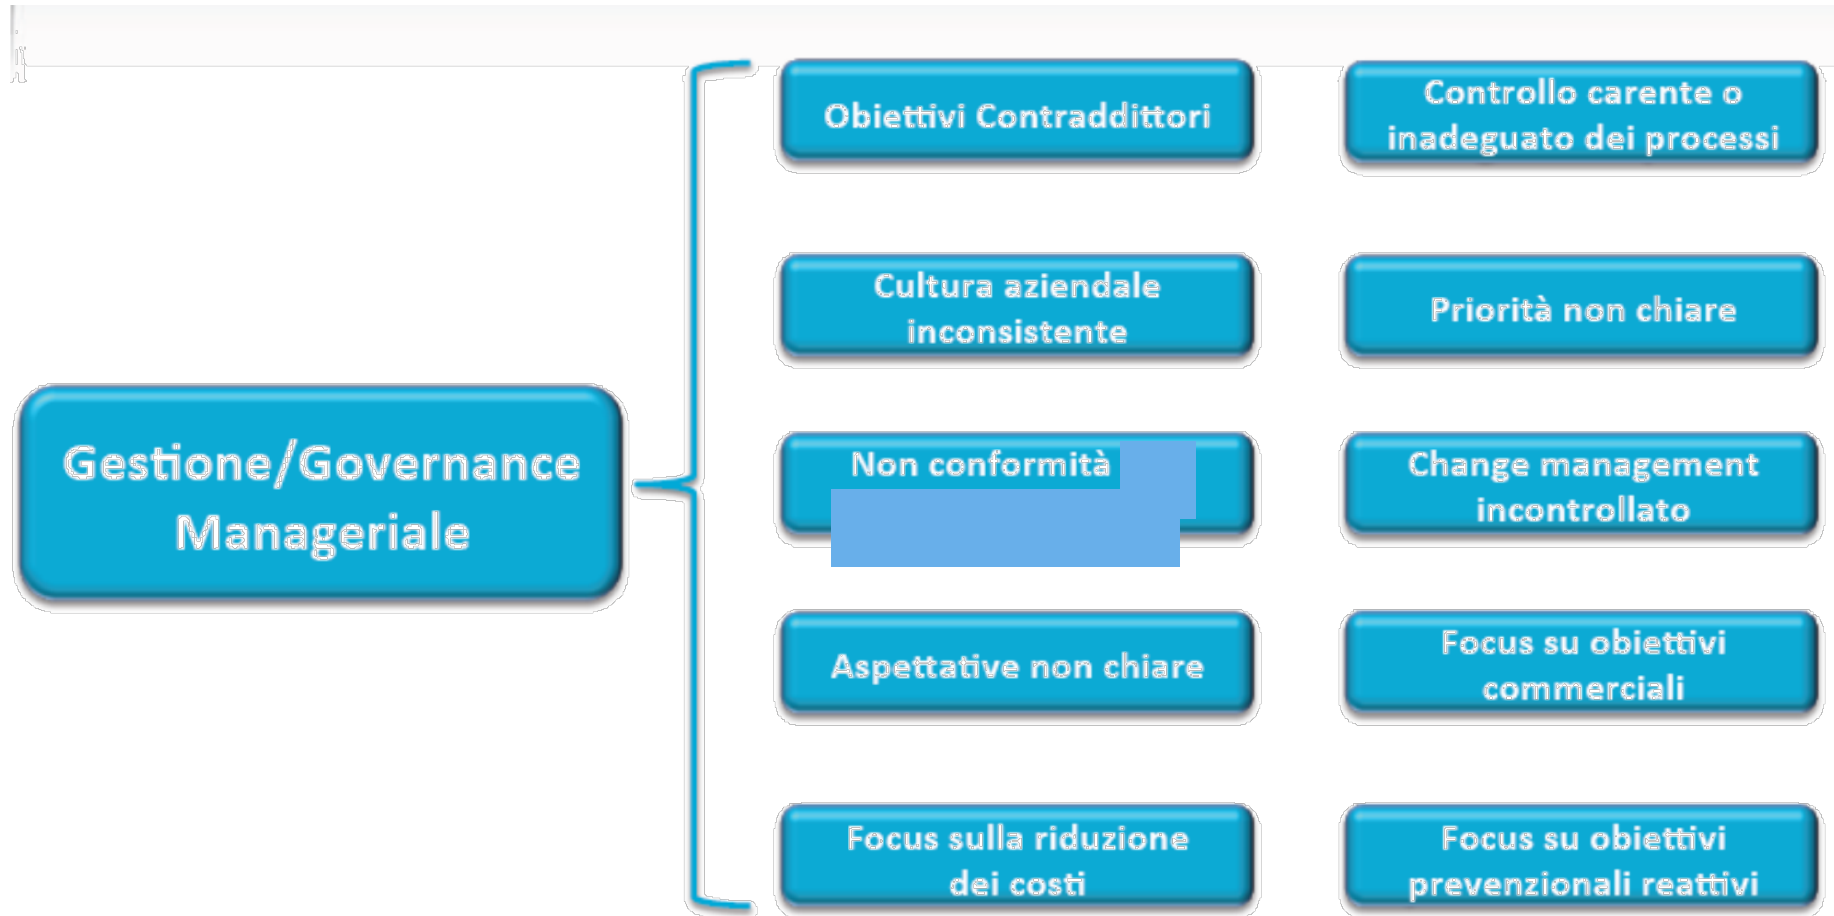 Obiettivi Contraddittori
Controllo carente o
inadeguato dei processi
Cultura aziendale
inconsistente
Priorità non chiare
Gestione/Governance
Manageriale
Non conformità
Change management
incontrollato
Aspettative non chiare
Focus su obiettivi
commerciali
Focus sulla riduzione
dei costi
Focus su obiettivi
prevenzionali reattivi